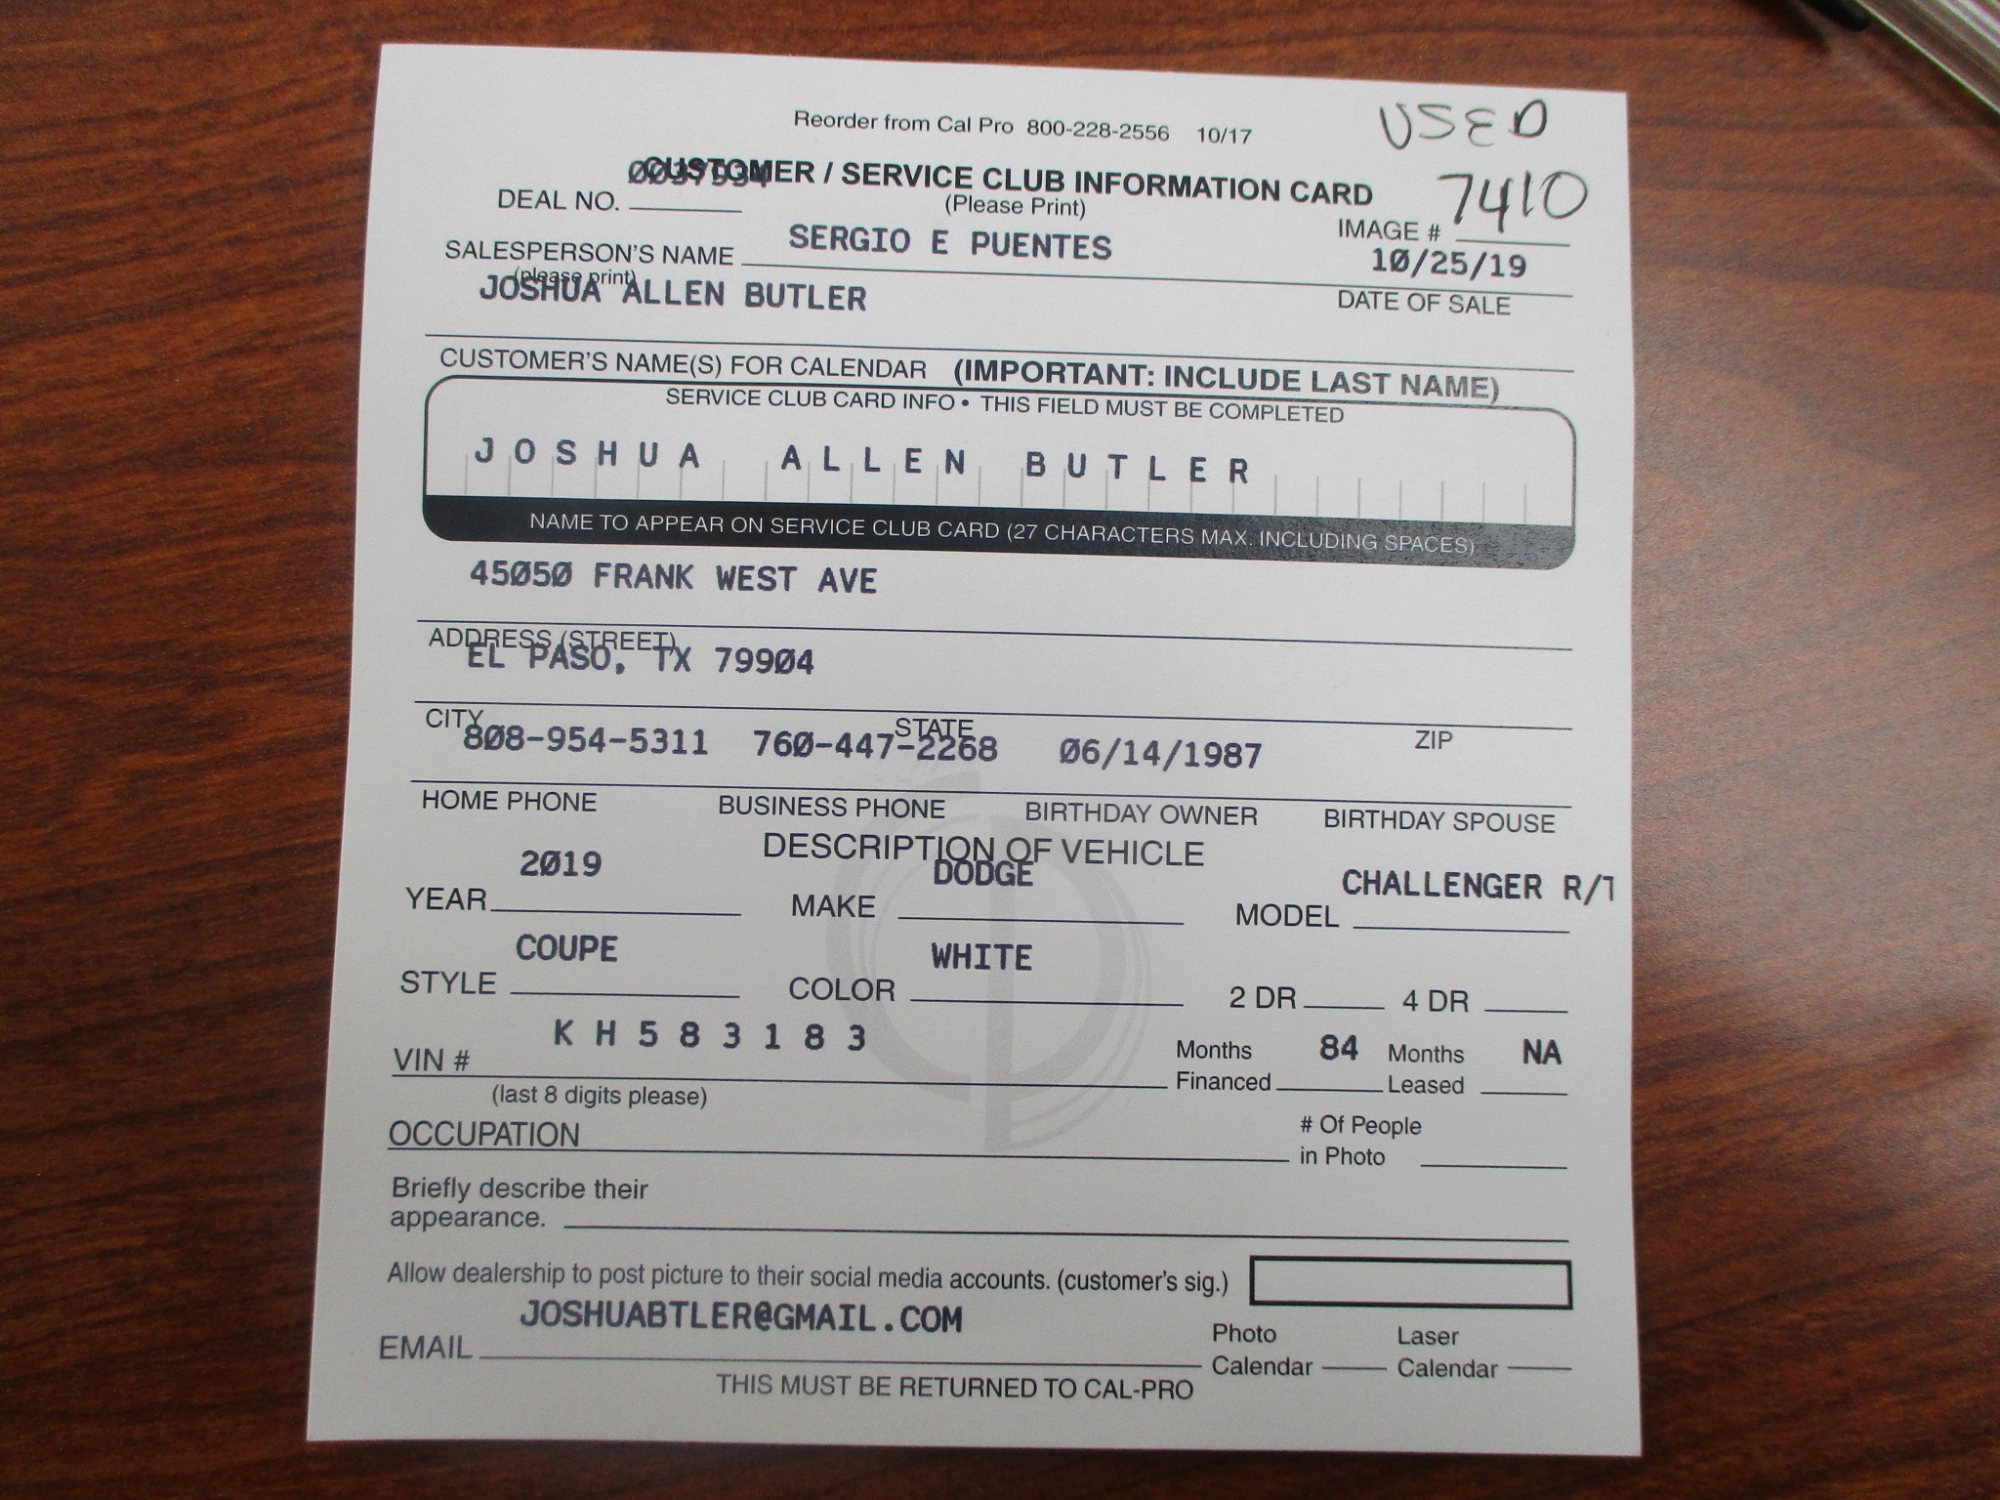 Reorder from Cal Pro 800-228-2556 10/17
USED
CUSTOMER / SERVICE CLUB INFORMATION CARD
7410
DEAL NO.
(Please Print)
IMAGE #
SERGIO E PUENTES
SALESPERSON'S NAME
10/25/19
(please print)
JOSHUA ALLEN BUTLER
DATE OF SALE
CUSTOMER'S NAME(S) FOR CALENDAR (IMPORTANT: INCLUDE LAST NAME)
SERVICE CLUB CARD INFO • THIS FIELD MUST BE COMPLETED
JOSHUA ALLEN BUTLER
NAME TO APPEAR ON SERVICE CLUB CARD (27 CHARACTERS MAX. INCLUDING SPACES)
45050 FRANK WEST AVE
ADDRESS (STREET)
EL PASO, TX 79904
CITY STATE ZIP
808-954-5311 760-447-2268 06/14/1987
HOME PHONE BUSINESS PHONE BIRTHDAY OWNER BIRTHDAY SPOUSE
DESCRIPTION OF VEHICLE
2019 DODGE CHALLENGER R/T
YEAR MAKE MODEL
COUPE WHITE
STYLE COLOR 2 DR 4 DR
KH583183
VIN #
Months Financed 84 Months Leased NA
(last 8 digits please)
OCCUPATION
# Of People in Photo
Briefly describe their
appearance.
Allow dealership to post picture to their social media accounts. (customer's sig.)
JOSHUABTLER@GMAIL.COM
EMAIL
Photo Calendar Laser Calendar
THIS MUST BE RETURNED TO CAL-PRO